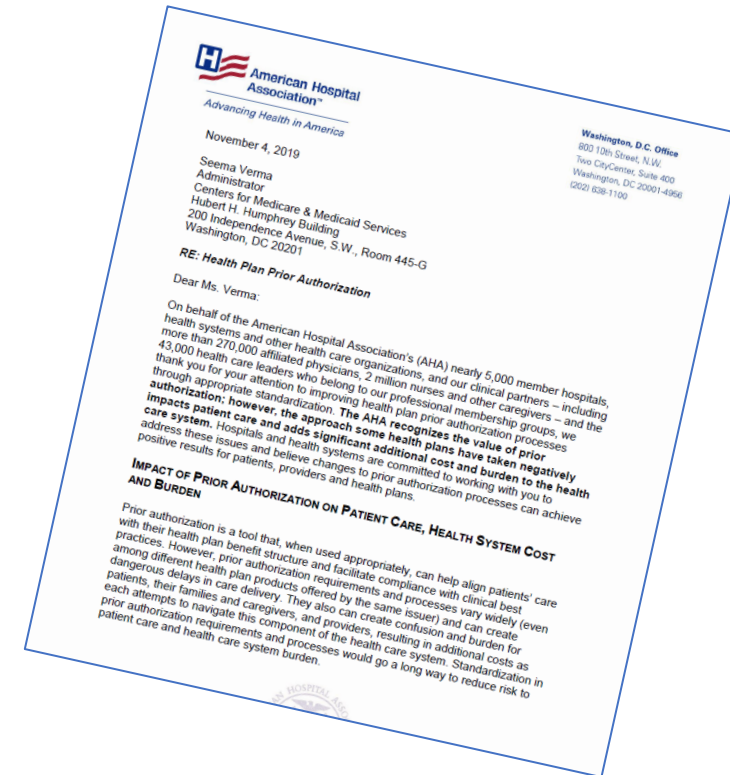 H
American Hospital
Association™
Advancing Health in America
Washington, D.C. Office
800 10th Street, N.W.
Two CityCenter, Suite 400
Washington, DC 20001-4956
(202) 638-1100
November 4, 2019
Seema Verma
Administrator
Centers for Medicare & Medicaid Services
Hubert H. Humphrey Building
200 Independence Avenue, S.W., Room 445-G
Washington, DC 20201
RE: Health Plan Prior Authorization
Dear Ms. Verma:
On behalf of the American Hospital Association's (AHA) nearly 5,000 member hospitals,
health systems and other health care organizations, and our clinical partners – including
more than 270,000 affiliated physicians, 2 million nurses and other caregivers – and the
43,000 health care leaders who belong to our professional membership groups, we
thank you for your attention to improving health plan prior authorization processes
through appropriate standardization. The AHA recognizes the value of prior
authorization; however, the approach some health plans have taken negatively
impacts patient care and adds significant additional cost and burden to the health
care system. Hospitals and health systems are committed to working with you to
address these issues and believe changes to prior authorization processes can achieve
positive results for patients, providers and health plans.
IMPACT OF PRIOR AUTHORIZATION ON PATIENT CARE, HEALTH SYSTEM COST
AND BURDEN
Prior authorization is a tool that, when used appropriately, can help align patients' care
with their health plan benefit structure and facilitate compliance with clinical best
practices. However, prior authorization requirements and processes vary widely (even
among different health plan products offered by the same issuer) and can create
dangerous delays in care delivery. They also can create confusion and burden for
patients, their families and caregivers, and providers, resulting in additional costs as
each attempts to navigate this component of the health care system. Standardization in
prior authorization requirements and processes would go a long way to reduce risk to
patient care and health care system burden.
HOSPITAL